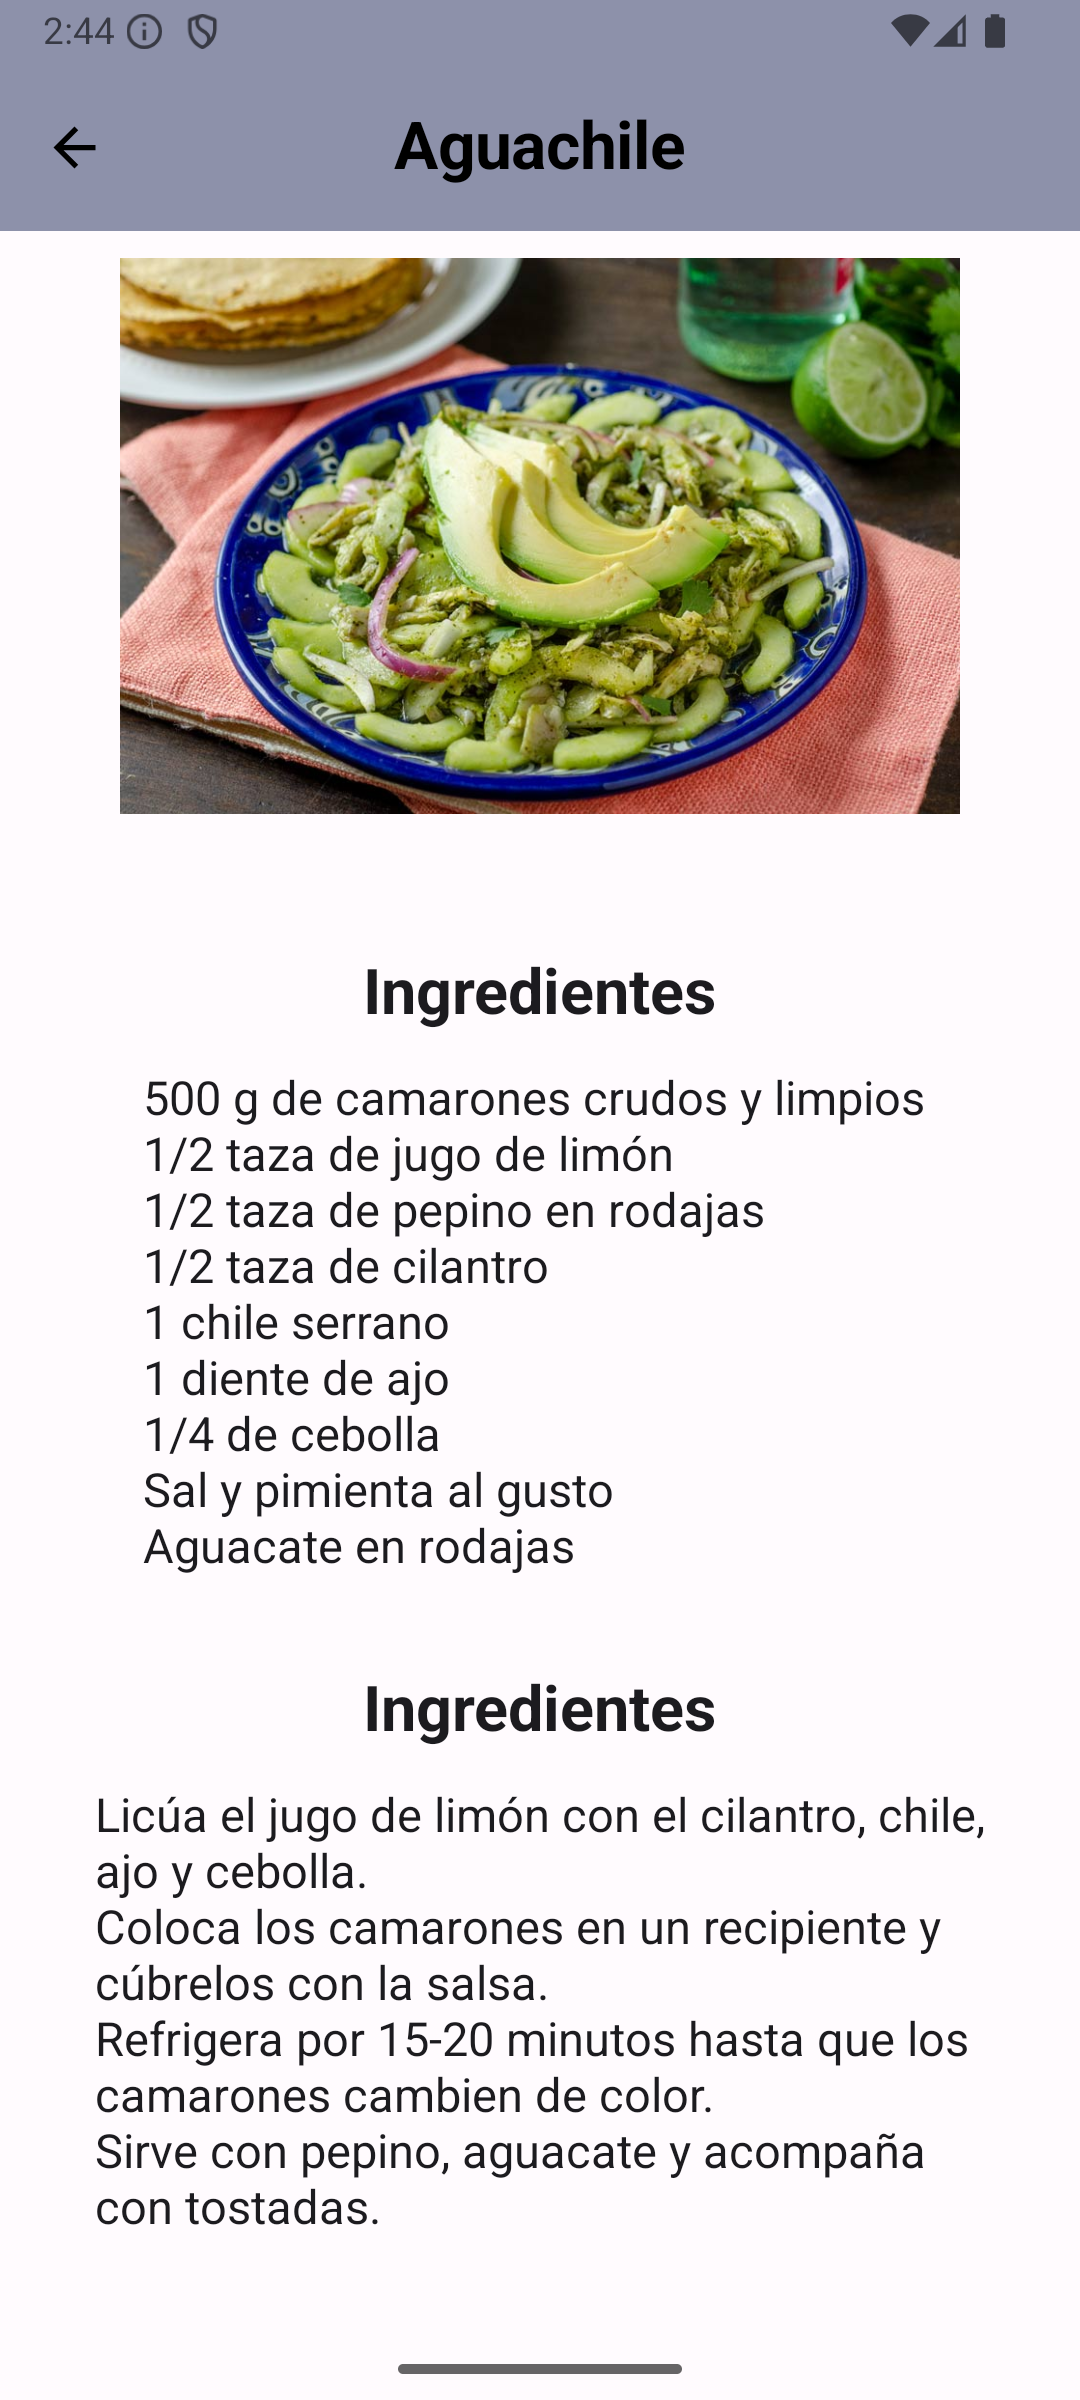 2:44
Aguachile
Ingredientes
500 g de camarones crudos y limpios
1/2 taza de jugo de limón
1/2 taza de pepino en rodajas
1/2 taza de cilantro
1 chile serrano
1 diente de ajo
1/4 de cebolla
Sal y pimienta al gusto
Aguacate en rodajas
Ingredientes
Licúa el jugo de limón con el cilantro, chile,
ajo y cebolla.
Coloca los camarones en un recipiente y
cúbrelos con la salsa.
Refrigera por 15-20 minutos hasta que los
camarones cambien de color.
Sirve con pepino, aguacate y acompaña
con tostadas.